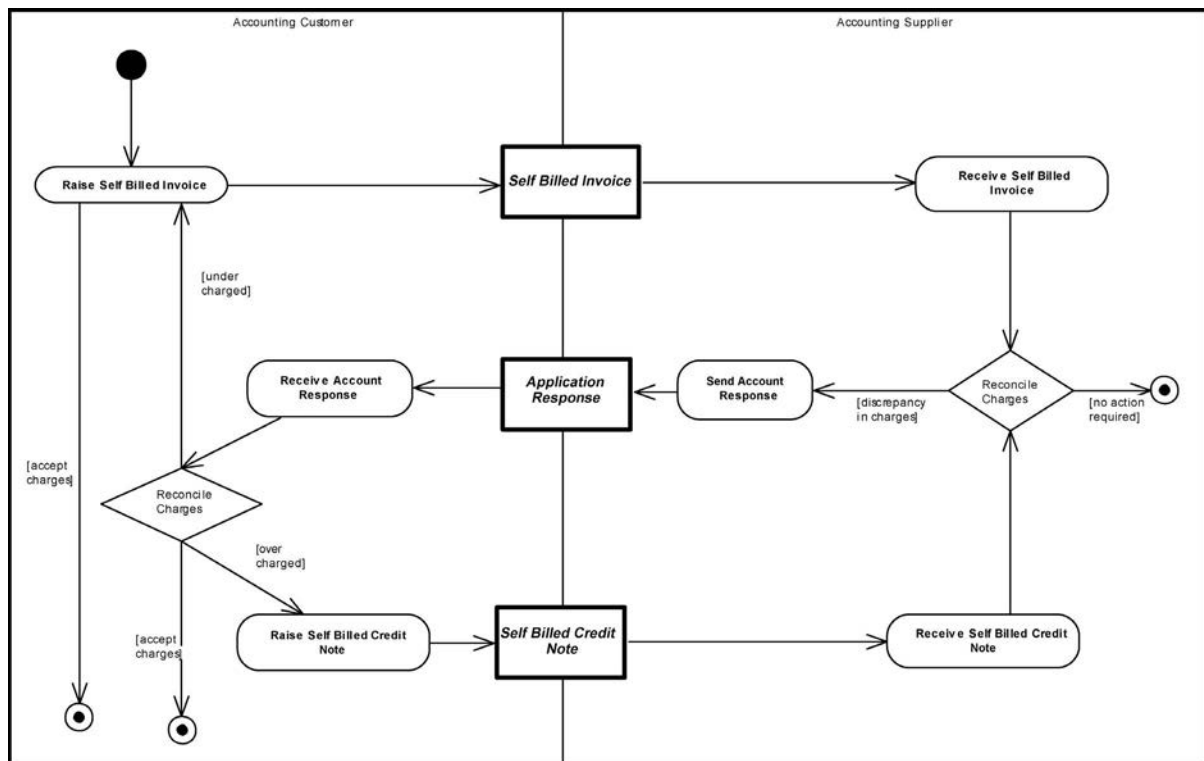 Accounting Customer
Accounting Supplier
Raise Self Billed Invoice
Self Billed Invoice
Receive Self Billed
Invoice
[under
charged]
Receive Account
Response
Application
Response
Send Account
Response
[discrepancy
in charges]
Reconcile
Charges
[no action
required]
[accept
charges]
Reconcile
Charges
[over
charged]
[accept
charges]
Raise Self Billed Credit
Note
Self Billed Credit
Note
Receive Self Billed Credit
Note